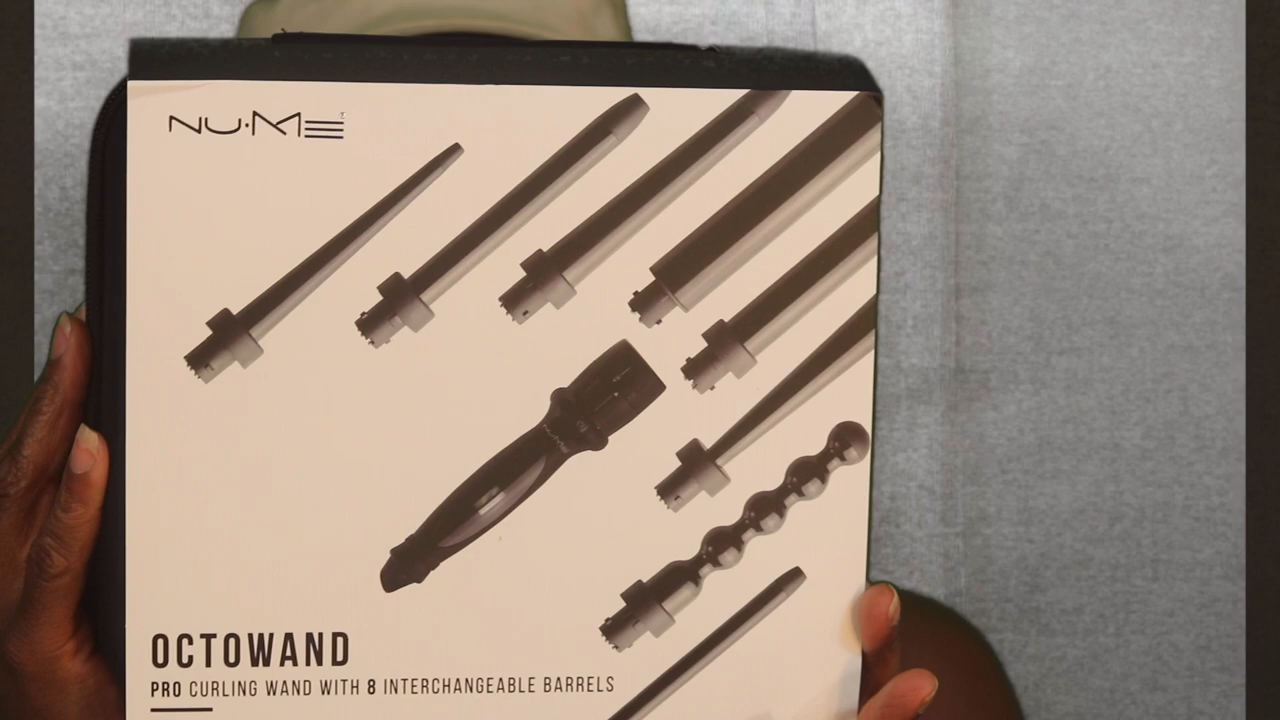 NU·ME
OCTOWAND
PRO CURLING WAND WITH 8 INTERCHANGEABLE BARRELS